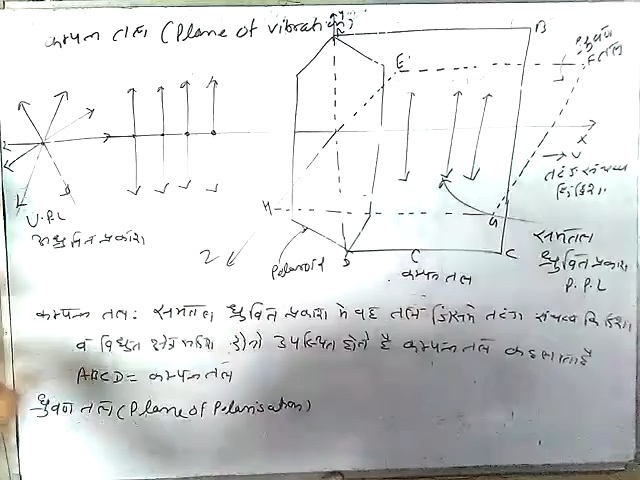 कम्पन तल (Plane of vibration)
Y
B
E
F
ध्रुवण
तल
X
→ V
तरंग संचरण
कि दिशा
U.P.L
अध्रुवित प्रकाश
H
Z
Polaroid
D
C
कम्पन तल
G
C
समतल
ध्रुवित प्रकाश
P.P.L
कम्पन तल: समतल ध्रुवित प्रकाश मे वह तल जिसमे तरंग संचरण कि दिशा
व विद्युत क्षेत्र सदिश दोनो उपस्थित होते है कम्पन तल कहलाता है
ABCD = कम्पन तल
ध्रुवण तल (Plane of Polarisation)